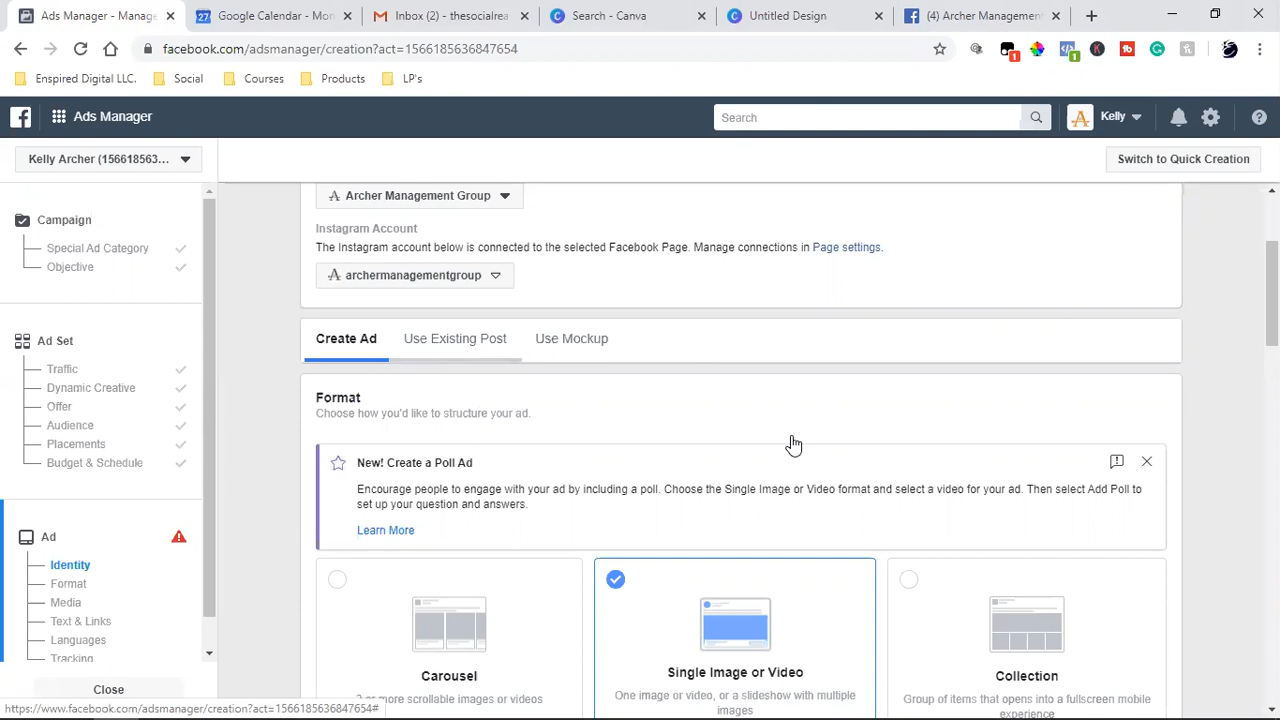 Ads Manager - Manag
Google Calendar - Mon
Inbox (2) - thesocialrea
Search - Canva
Untitled Design
(4) Archer Management
facebook.com/adsmanager/creation?act=1566185636847654
1
1
Enspired Digital LLC.
Social
Courses
Products
LP's
Ads Manager
Search
Kelly
Kelly Archer (156618563...
Switch to Quick Creation
Campaign
Special Ad Category
Objective
Ad Set
Traffic
Dynamic Creative
Offer
Audience
Placements
Budget & Schedule
Ad
Identity
Format
Media
Text & Links
Languages
Tracking
Close
Archer Management Group
Instagram Account
The Instagram account below is connected to the selected Facebook Page. Manage connections in Page settings.
archermanagementgroup
Create Ad
Use Existing Post
Use Mockup
Format
Choose how you'd like to structure your ad.
New! Create a Poll Ad
Encourage people to engage with your ad by including a poll. Choose the Single Image or Video format and select a video for your ad. Then select Add Poll to
set up your question and answers.
Learn More
Carousel
2 or more scrollable images or videos
Single Image or Video
One image or video, or a slideshow with multiple
images
Collection
Group of items that opens into a fullscreen mobile
experience
https://www.facebook.com/adsmanager/creation?act=1566185636847654#